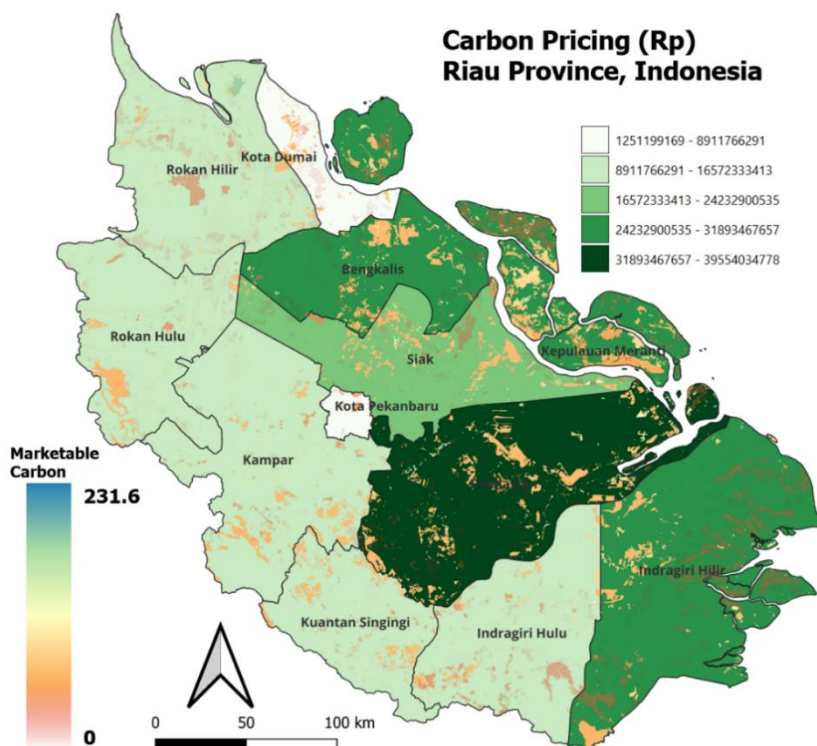 Carbon Pricing (Rp)
Riau Province, Indonesia
1251199169 - 8911766291
8911766291 - 16572333413
16572333413 - 24232900535
24232900535 - 31893467657
31893467657 - 39554034778
Kota Dumai
Rokan Hilir
Bengkalis
Rokan Hulu
Siak
Kepulauan Meranti
Kota Pekanbaru
Kampar
Indragiri Hilir
Kuantan Singingi
Indragiri Hulu
Marketable
Carbon
231.6
0
0 50 100 km